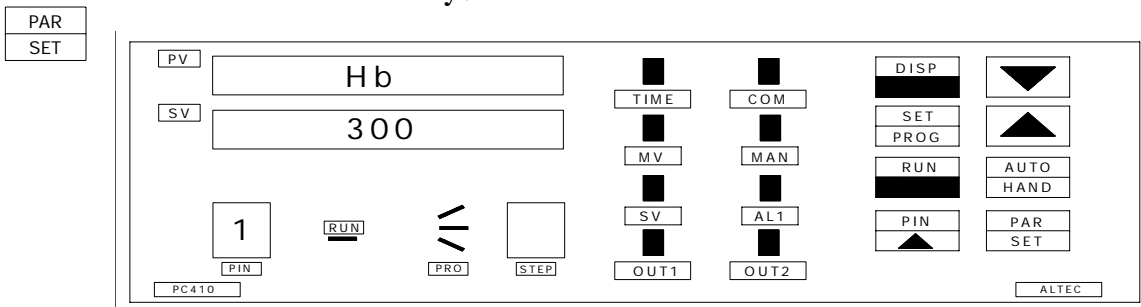 PAR
SET
PV
Hb
SV
300
TIME
COM
MV
MAN
SV
AL1
OUT1
OUT2
DISP
SET
PROG
RUN
AUTO
HAND
PIN
PAR
SET
1
RUN
PIN
PRO
STEP
PC410
ALTEC